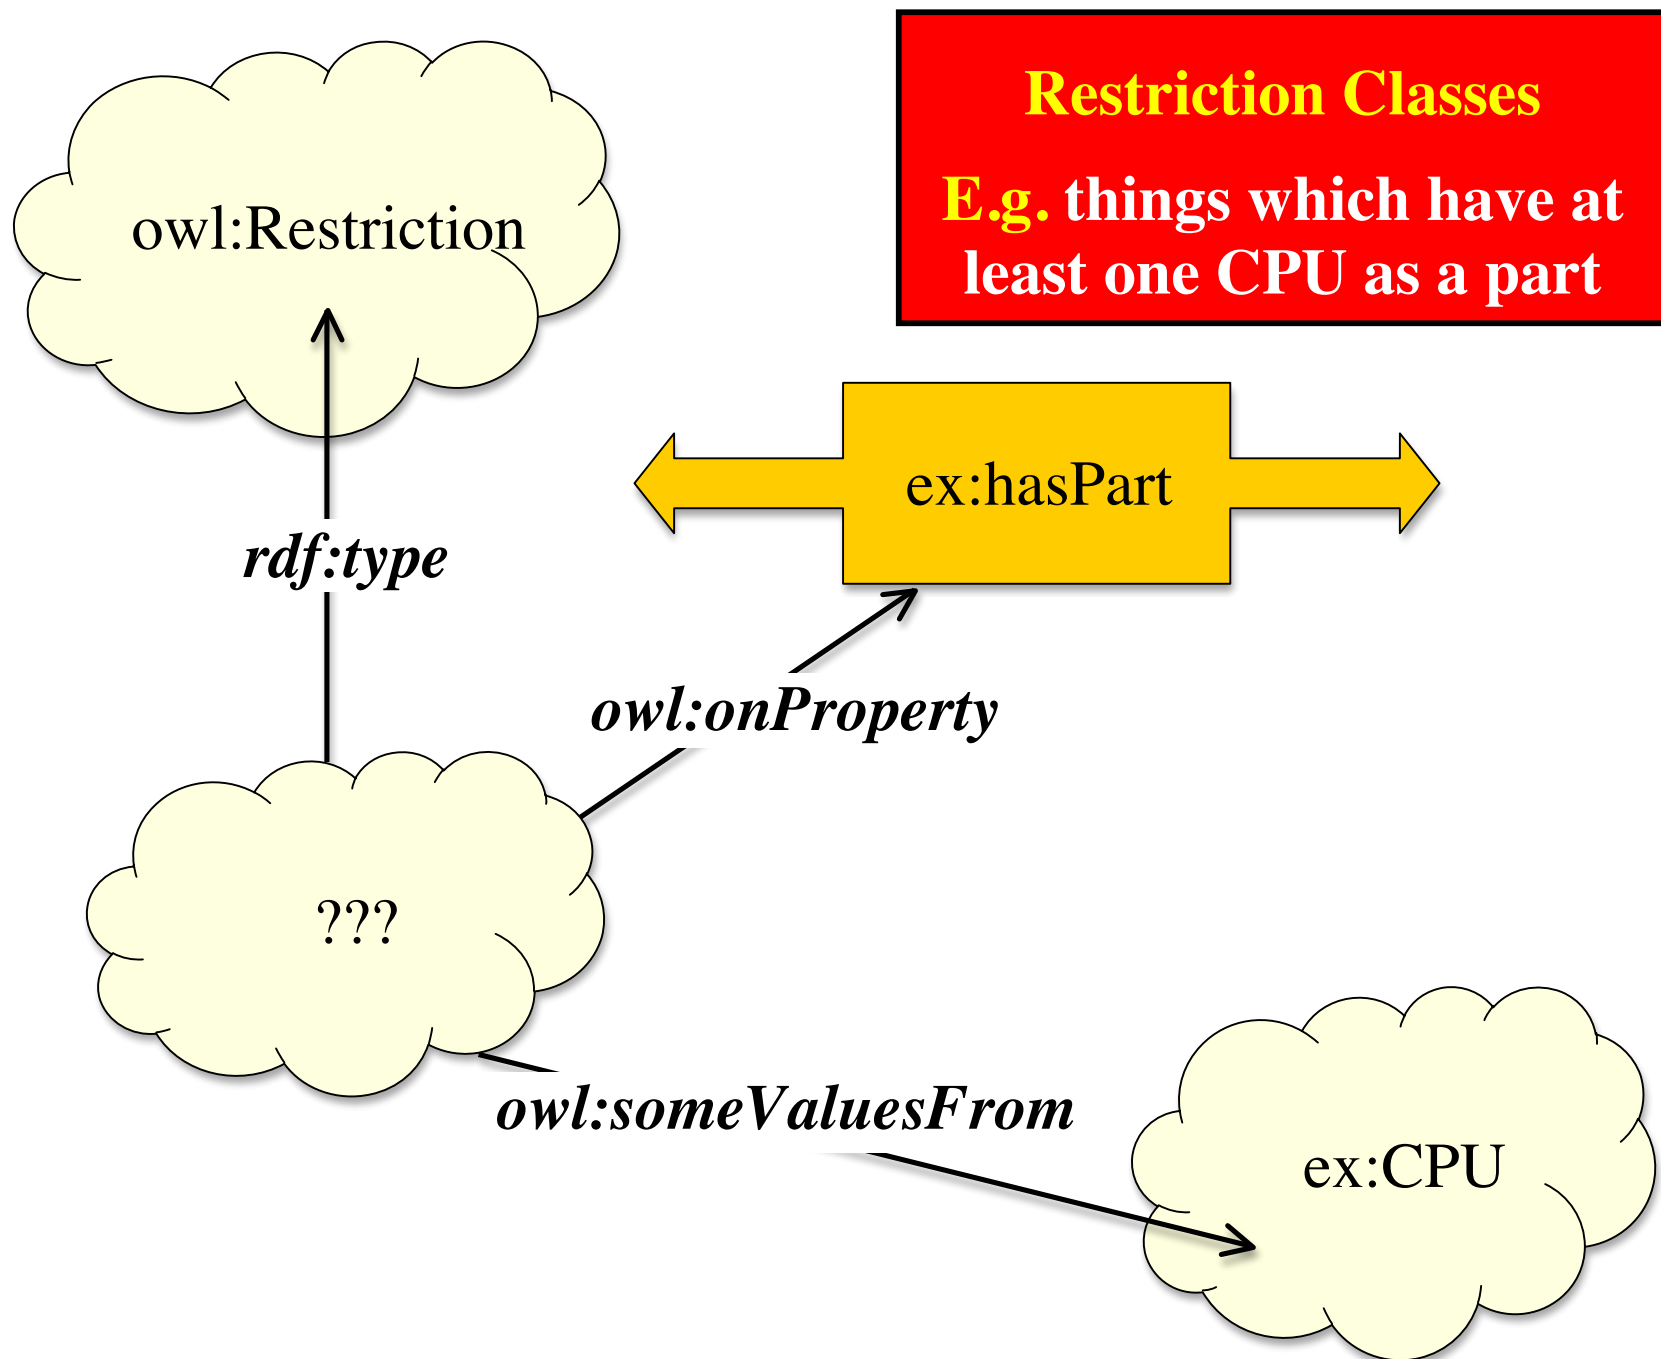 Restriction Classes
E.g. things which have at
least one CPU as a part
owl:Restriction
ex:hasPart
rdf:type
owl:onProperty
???
owl:someValuesFrom
ex:CPU